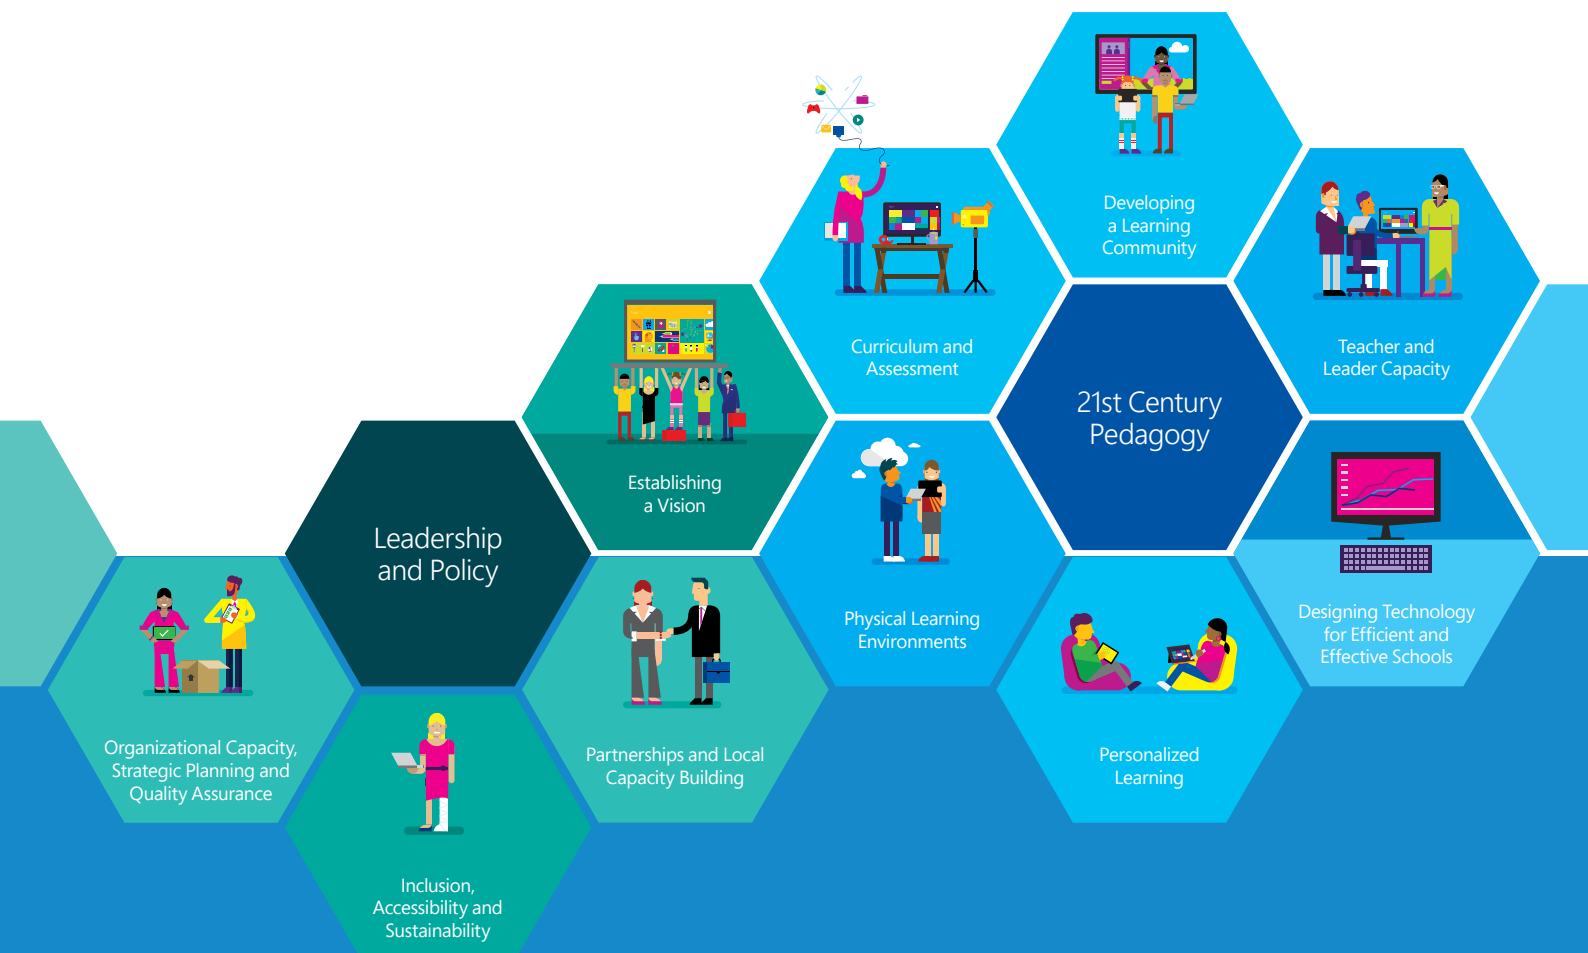 Developing
a Learning
Community
Curriculum and
Assessment
Teacher and
Leader Capacity
21st Century
Pedagogy
Establishing
a Vision
Leadership
and Policy
Physical Learning
Environments
Designing Technology
for Efficient and
Effective Schools
Organizational Capacity,
Strategic Planning and
Quality Assurance
Partnerships and Local
Capacity Building
Personalized
Learning
Inclusion,
Accessibility and
Sustainability